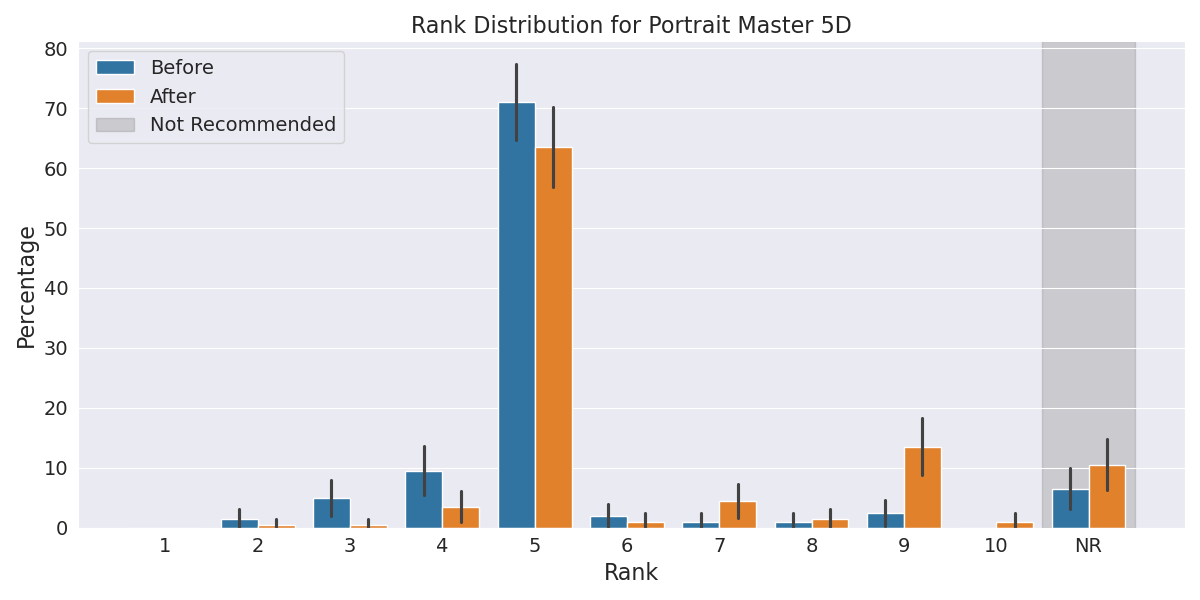 Rank Distribution for Portrait Master 5D
Before
After
Not Recommended
Percentage
80
70
60
50
40
30
20
10
0
1 2 3 4 5 6 7 8 9 10 NR
Rank